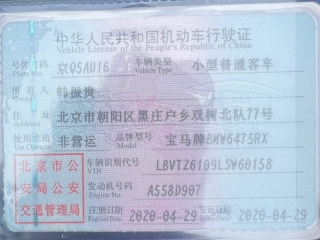 中华人民共和国机动车行驶证
Vehicle License of the People's Republic of China
号牌号码 京Q5AU16 车辆类型 小型普通客车
Plate No. Vehicle Type
所有人 韩振贵
住址 北京市朝阳区黑庄户乡双树北队77号
使用性质 非营运 品牌型号 宝马牌BMW6475RX
北京市公安局公安交通管理局
车辆识别代号 LBVTZ6109LSW60158
VIN
发动机号码 A558D907
Engine No.
注册日期 2020-04-29 发证日期 2020-04-29
Register Date Issue Date